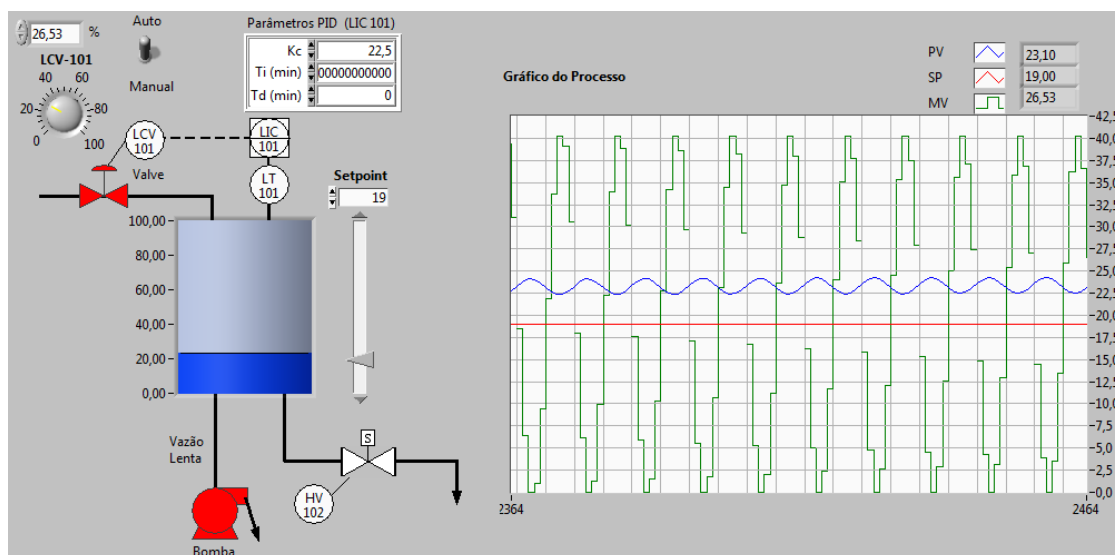 26,53 %
Auto
Manual
LCV-101
0 20 40 60 80 100
Parâmetros PID (LIC 101)
Kc 22,5
Ti (min) 00000000000
Td (min) 0
LCV
101
LIC
101
LT
101
Valve
Setpoint
19
100,00
80,00
60,00
40,00
20,00
0,00
Vazão
Lenta
Bomba
S
HV
102
Gráfico do Processo
PV 23,10
SP 19,00
MV 26,53
42,5
40,0
37,5
35,0
32,5
30,0
27,5
25,0
22,5
20,0
17,5
15,0
12,5
10,0
7,5
5,0
2,5
0,0
2364 2464